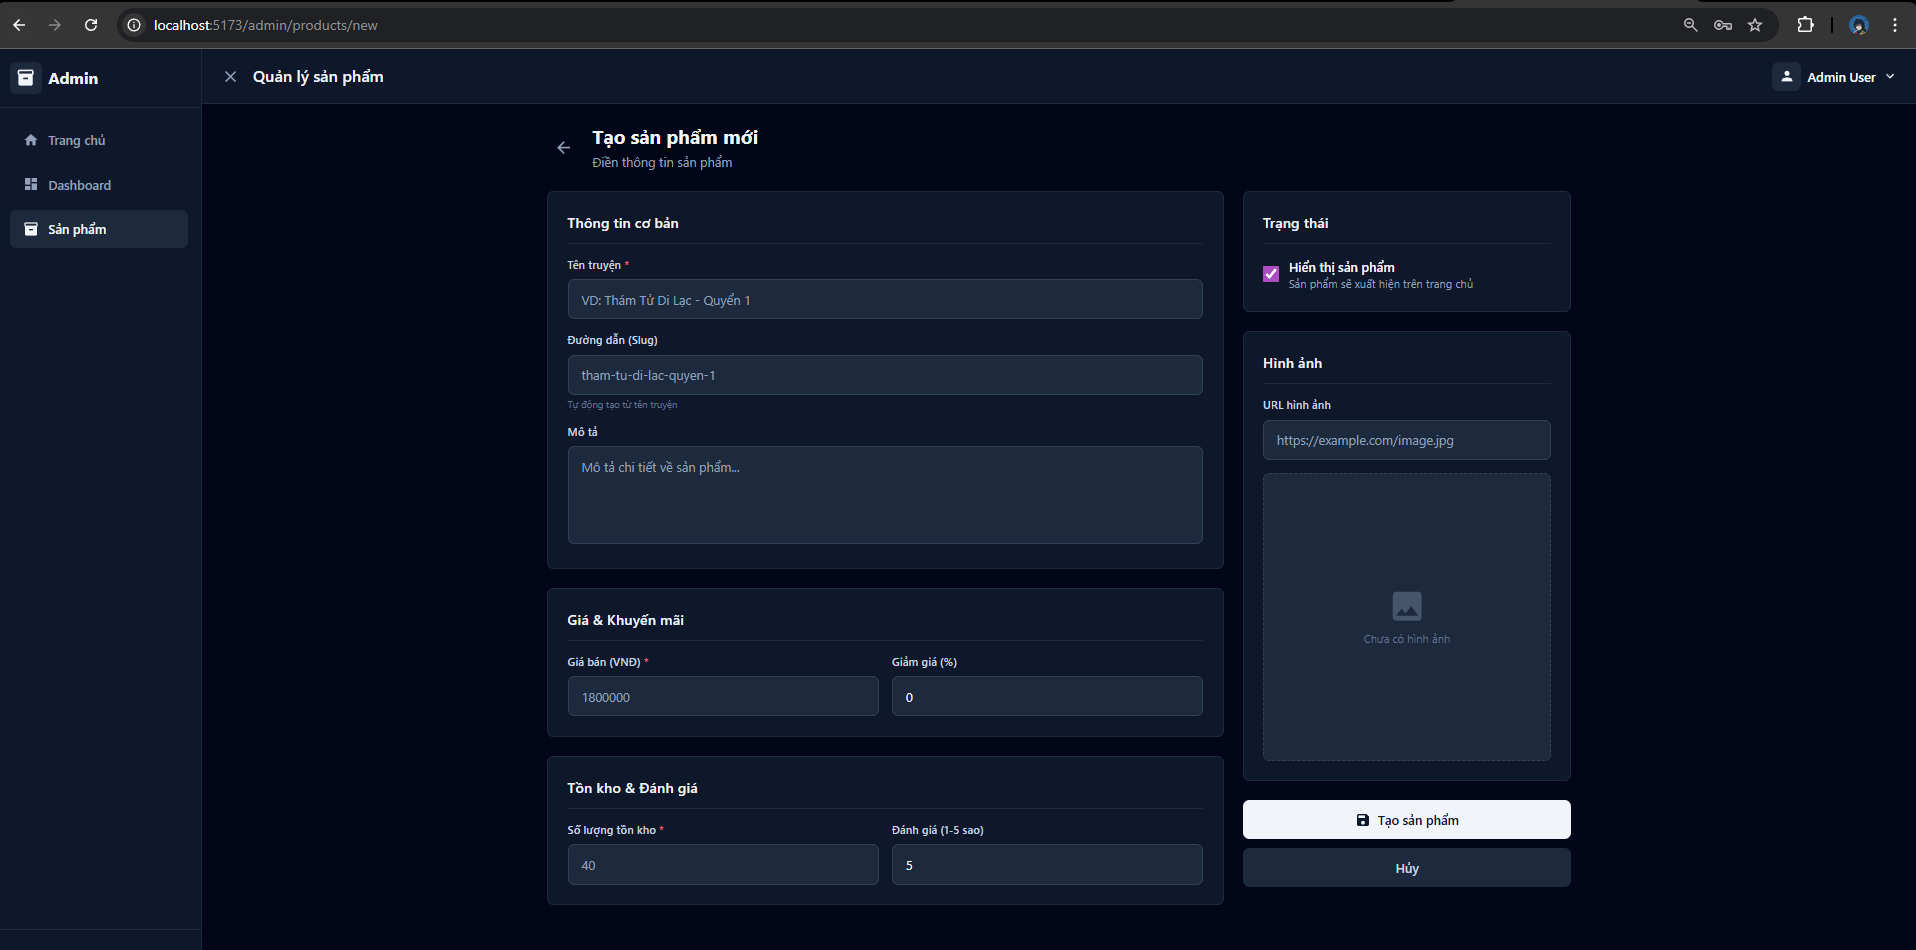 localhost:5173/admin/products/new
Admin
Quản lý sản phẩm
Admin User
Trang chủ
Dashboard
Sản phẩm
Tạo sản phẩm mới
Điền thông tin sản phẩm
Thông tin cơ bản
Tên truyện *
VD: Thám Tử Di Lạc - Quyển 1
Đường dẫn (Slug)
tham-tu-di-lac-quyen-1
Tự động tạo từ tên truyện
Mô tả
Mô tả chi tiết về sản phẩm...
Giá & Khuyến mãi
Giá bán (VNĐ) *
Giảm giá (%)
1800000
0
Tồn kho & Đánh giá
Số lượng tồn kho *
Đánh giá (1-5 sao)
40
5
Trạng thái
Hiển thị sản phẩm
Sản phẩm sẽ xuất hiện trên trang chủ
Hình ảnh
URL hình ảnh
https://example.com/image.jpg
Chưa có hình ảnh
Tạo sản phẩm
Hủy